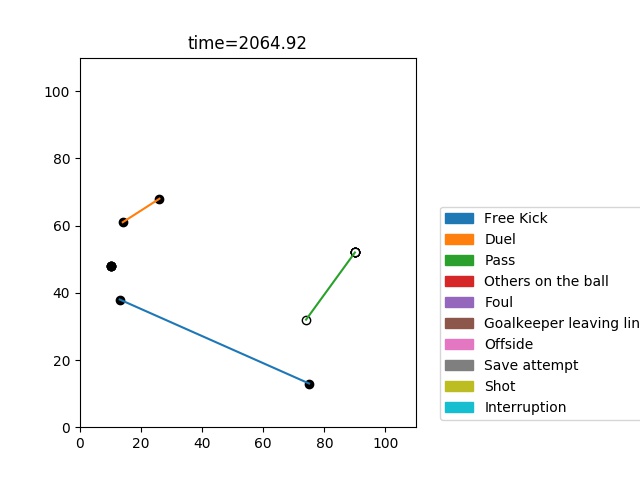 time=2064.92
100
80
60
40
20
0
0 20 40 60 80 100
Free Kick
Duel
Pass
Others on the ball
Foul
Goalkeeper leaving lin
Offside
Save attempt
Shot
Interruption